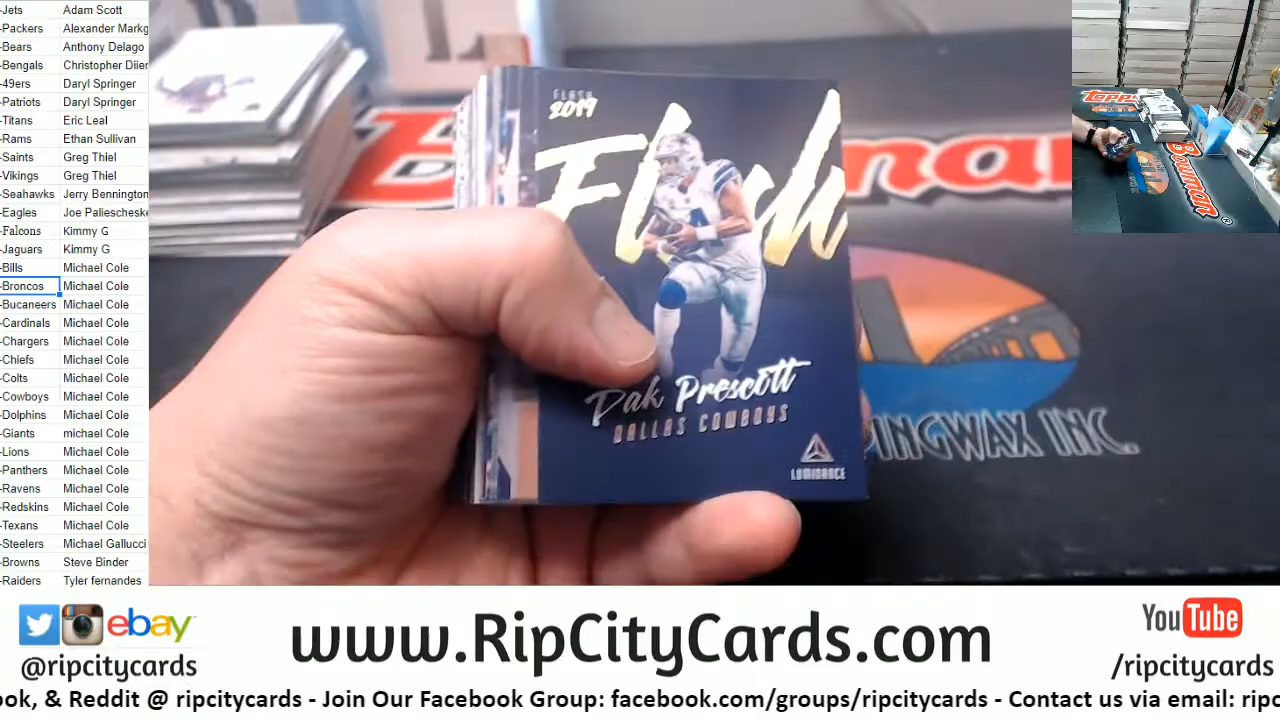 -Jets Adam Scott
-Packers Alexander Markg
-Bears Anthony Delago
-Bengals Christopher Diier
-49ers Daryl Springer
-Patriots Daryl Springer
-Titans Eric Leal
-Rams Ethan Sullivan
-Saints Greg Thiel
-Vikings Greg Thiel
-Seahawks Jerry Bennington
-Eagles Joe Paliescheske
-Falcons Kimmy G
-Jaguars Kimmy G
-Bills Michael Cole
-Broncos Michael Cole
-Bucaneers Michael Cole
-Cardinals Michael Cole
-Chargers Michael Cole
-Chiefs Michael Cole
-Colts Michael Cole
-Cowboys Michael Cole
-Dolphins Michael Cole
-Giants michael Cole
-Lions Michael Cole
-Panthers Michael Cole
-Ravens Michael Cole
-Redskins Michael Cole
-Texans Michael Cole
-Steelers Michael Gallucci
-Browns Steve Binder
-Raiders Tyler fernandes
FLASH
2019
Flash
Dak Prescott
DALLAS COWBOYS
LUMINANCE
PINGWAX INC.
Topps
Bowman
ebay
@ripcitycards
www.RipCityCards.com
YouTube
/ripcitycards
ook, & Reddit @ ripcitycards - Join Our Facebook Group: facebook.com/groups/ripcitycards - Contact us via email: ripc